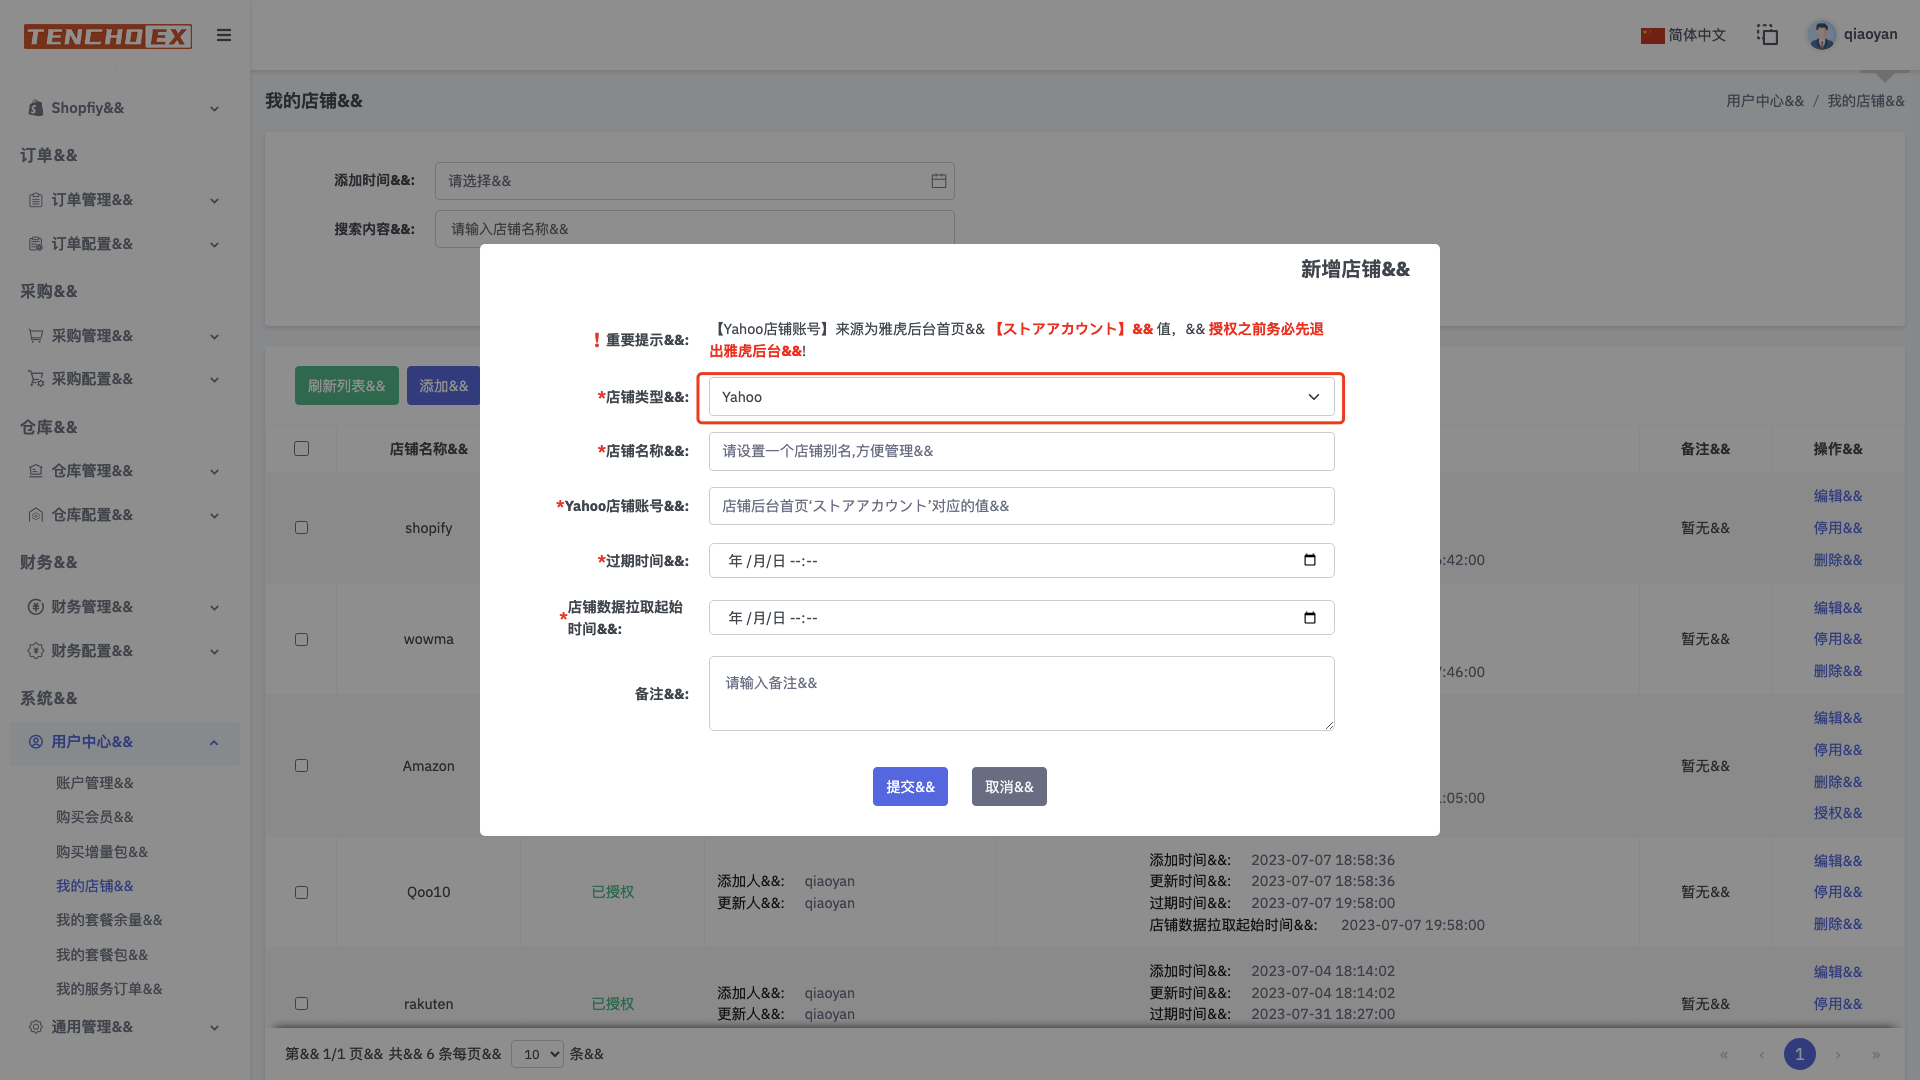 TENCHOEX
简体中文
qiaoyan
Shopfiy&&
订单&&
订单管理&&
订单配置&&
采购&&
采购管理&&
采购配置&&
仓库&&
仓库管理&&
仓库配置&&
财务&&
财务管理&&
财务配置&&
系统&&
用户中心&&
账户管理&&
购买会员&&
购买增量包&&
我的店铺&&
我的套餐余量&&
我的套餐包&&
我的服务订单&&
通用管理&&
我的店铺&&
用户中心&& / 我的店铺&&
添加时间&&: 请选择&&
搜索内容&&: 请输入店铺名称&&
刷新列表&& 添加&&
店铺名称&& 备注&& 操作&&
新增店铺&&
❗重要提示&&: 【Yahoo店铺账号】来源为雅虎后台首页&& 【ストアアカウント】&& 值，&& 授权之前务必先退
出雅虎后台&&!
*店铺类型&&: Yahoo
*店铺名称&&: 请设置一个店铺别名,方便管理&&
*Yahoo店铺账号&&: 店铺后台首页‘ストアアカウント’对应的值&&
*过期时间&&: 年 /月/日 --:--
*店铺数据拉取起始
时间&&: 年 /月/日 --:--
备注&&: 请输入备注&&
提交&& 取消&&
shopify :42:00 暂无&&
编辑&&
停用&&
删除&&
wowma :46:00 暂无&&
编辑&&
停用&&
删除&&
Amazon :05:00 暂无&&
编辑&&
停用&&
删除&&
授权&&
Qoo10 已授权
添加人&&: qiaoyan
更新人&&: qiaoyan
添加时间&&: 2023-07-07 18:58:36
更新时间&&: 2023-07-07 18:58:36
过期时间&&: 2023-07-07 19:58:00
店铺数据拉取起始时间&&: 2023-07-07 19:58:00
暂无&&
编辑&&
停用&&
删除&&
rakuten 已授权
添加人&&: qiaoyan
更新人&&: qiaoyan
添加时间&&: 2023-07-04 18:14:02
更新时间&&: 2023-07-04 18:14:02
过期时间&&: 2023-07-31 18:27:00
暂无&&
编辑&&
停用&&
第&& 1/1 页&& 共&& 6 条每页&& 10 条&&
« ‹ 1 › »